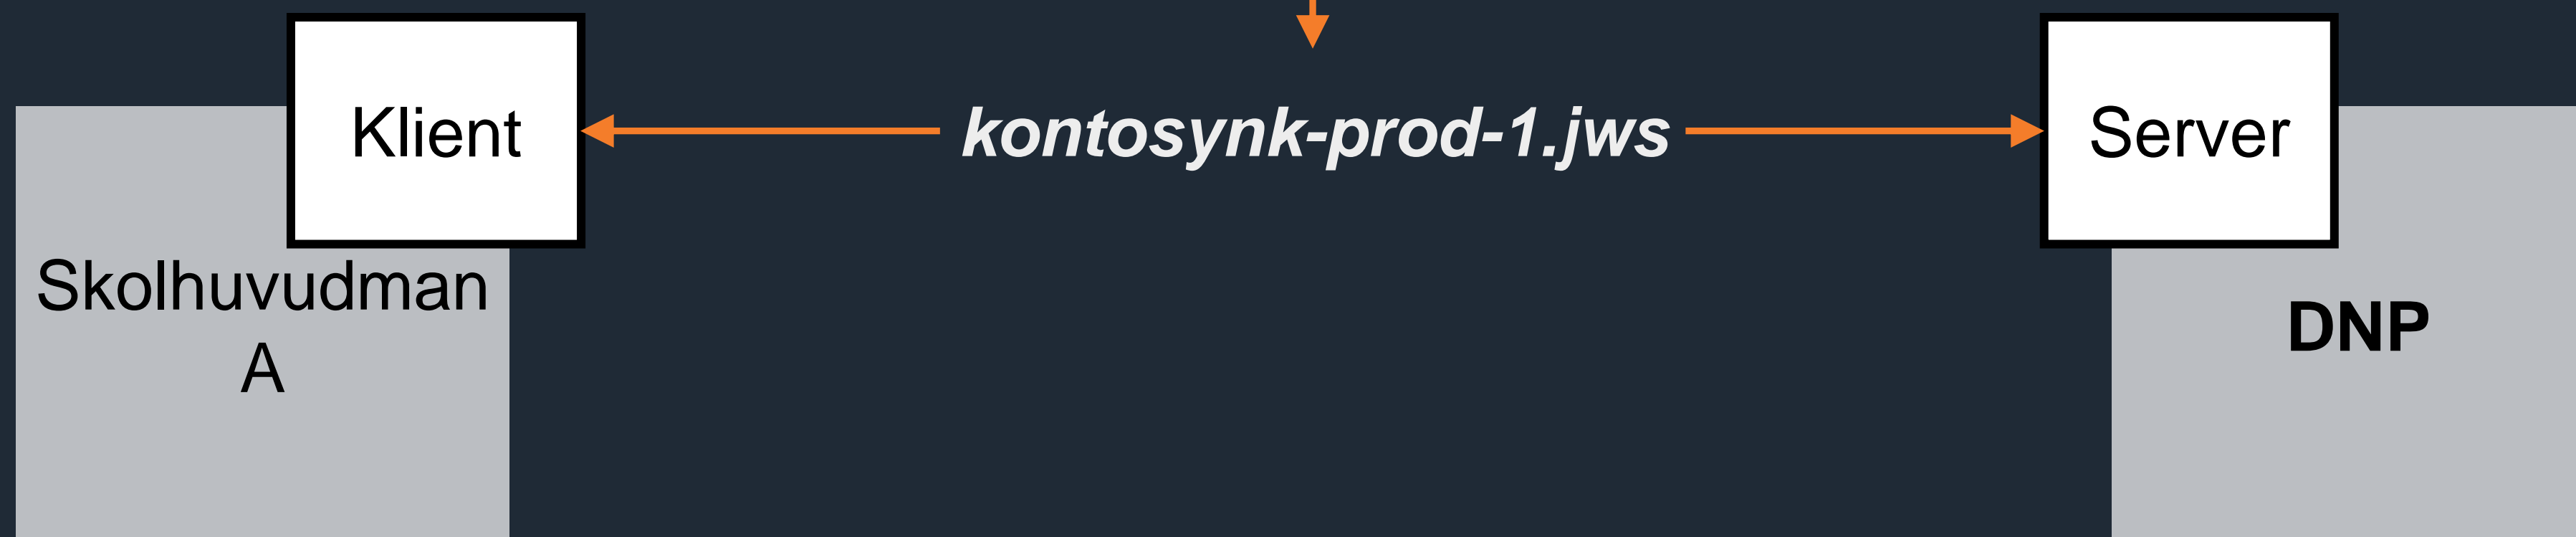 Klient
kontosynk-prod-1.jws
Server
Skolhuvudman
A
DNP